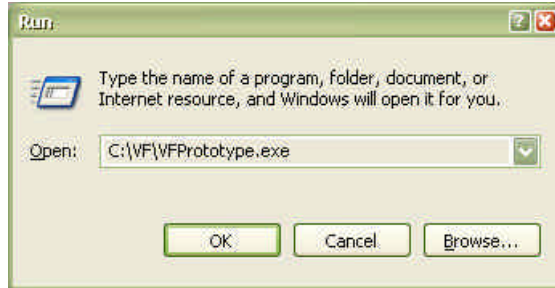 Run
Type the name of a program, folder, document, or
Internet resource, and Windows will open it for you.
Open: C:\VF\VFPrototype.exe
OK Cancel Browse...